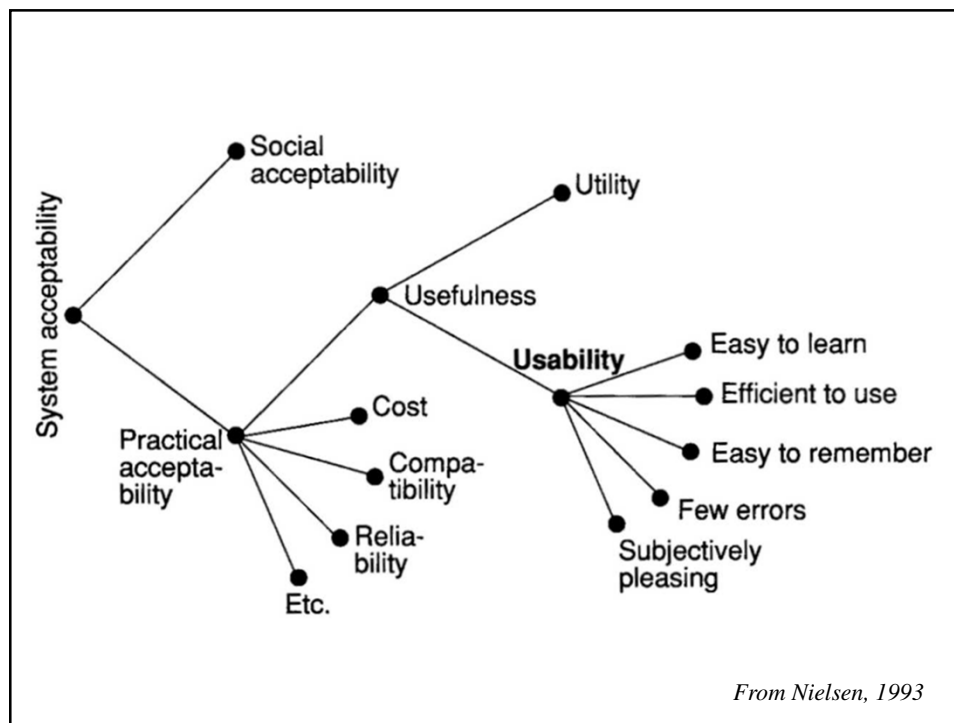 System acceptability
Social
acceptability
Utility
Usefulness
Usability
Easy to learn
Efficient to use
Easy to remember
Few errors
Subjectively
pleasing
Practical
accepta-
bility
Cost
Compa-
tibility
Relia-
bility
Etc.
From Nielsen, 1993